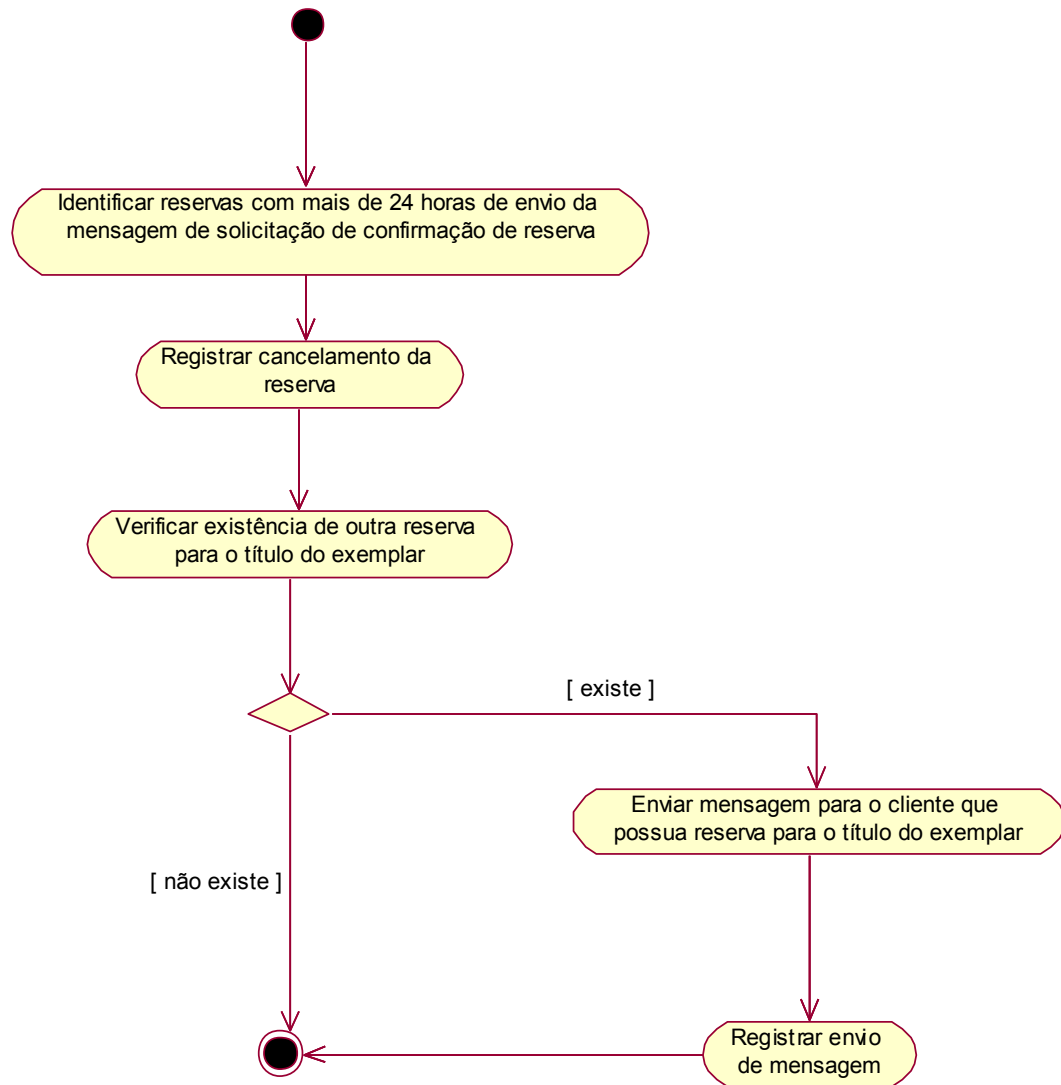 Identificar reservas com mais de 24 horas de envio da
mensagem de solicitação de confirmação de reserva
Registrar cancelamento da
reserva
Verificar existência de outra reserva
para o título do exemplar
[ existe ]
Enviar mensagem para o cliente que
possua reserva para o título do exemplar
[ não existe ]
Registrar envio
de mensagem